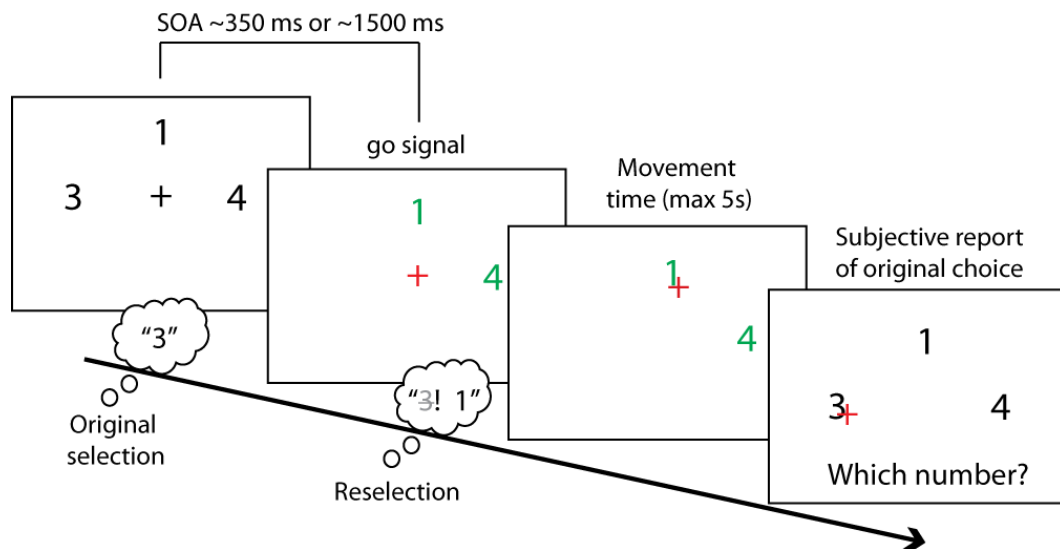 SOA ~350 ms or ~1500 ms
1
3 + 4
"3"
Original
selection
go signal
1
+ 4
"3! 1"
Reselection
Movement
time (max 5s)
1
+
4
Subjective report
of original choice
1
3 + 4
Which number?